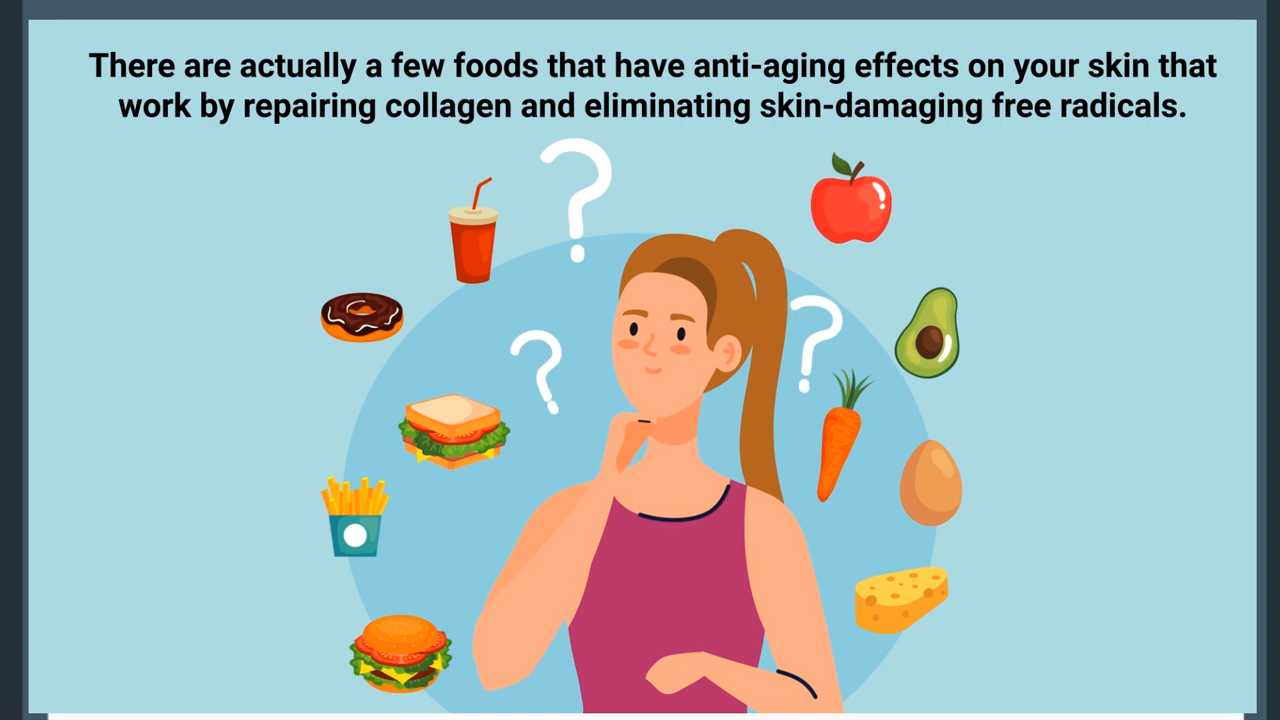 There are actually a few foods that have anti-aging effects on your skin that
work by repairing collagen and eliminating skin-damaging free radicals.